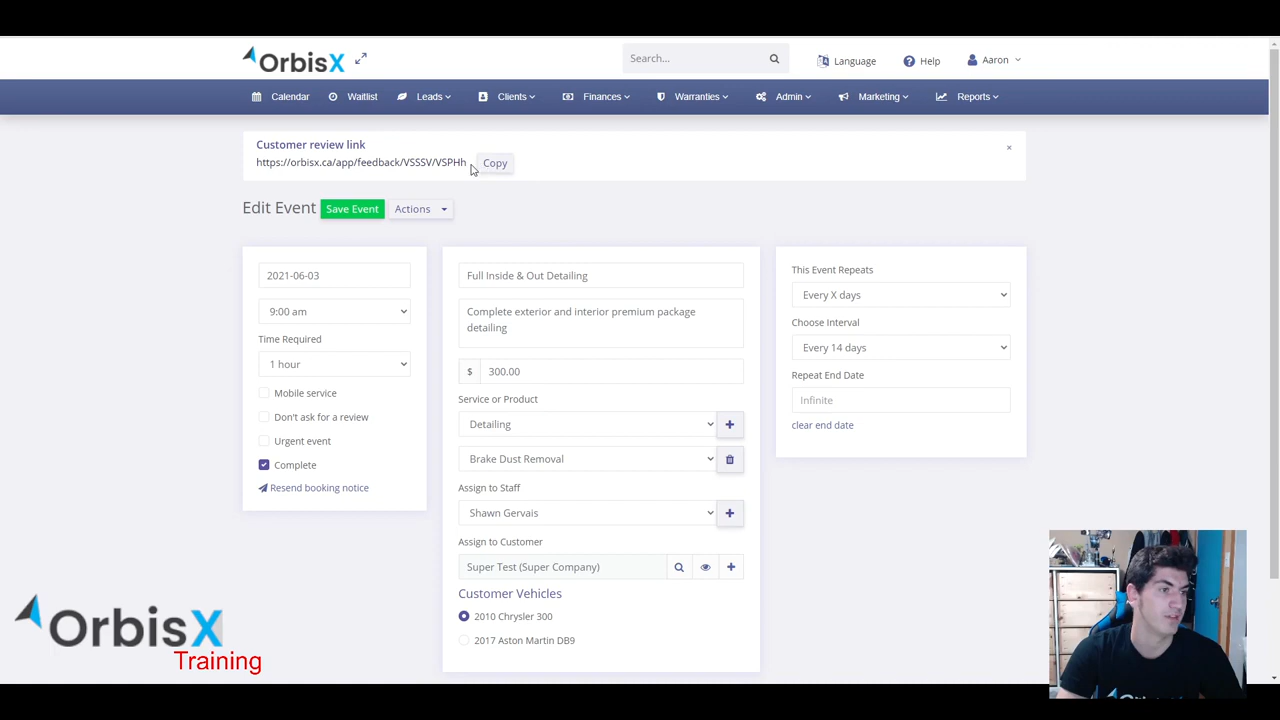 OrbisX
Search...
Language
Help
Aaron
Calendar
Waitlist
Leads
Clients
Finances
Warranties
Admin
Marketing
Reports
Customer review link
https://orbisx.ca/app/feedback/VSSSV/VSPHh
Copy
×
Edit Event
Save Event
Actions
2021-06-03
9:00 am
Time Required
1 hour
Mobile service
Don't ask for a review
Urgent event
Complete
Resend booking notice
Full Inside & Out Detailing
Complete exterior and interior premium package
detailing
$ 300.00
Service or Product
Detailing
Brake Dust Removal
Assign to Staff
Shawn Gervais
Assign to Customer
Super Test (Super Company)
Customer Vehicles
2010 Chrysler 300
2017 Aston Martin DB9
This Event Repeats
Every X days
Choose Interval
Every 14 days
Repeat End Date
Infinite
clear end date
OrbisX
Training
OrbisX